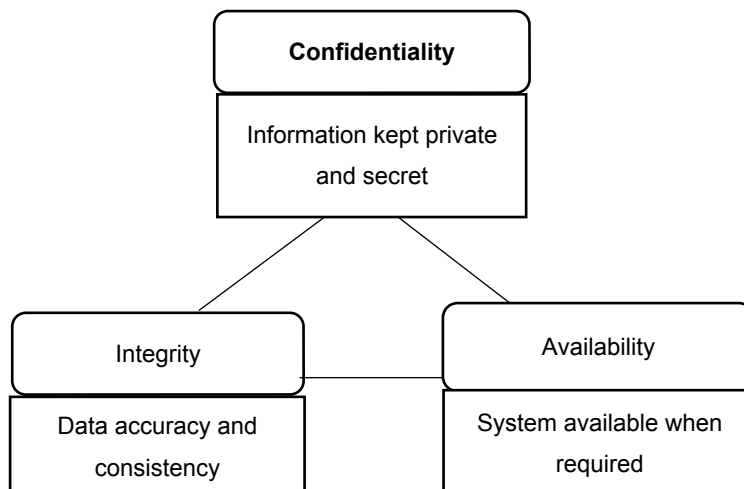 Confidentiality
Information kept private
and secret
Integrity
Data accuracy and
consistency
Availability
System available when
required